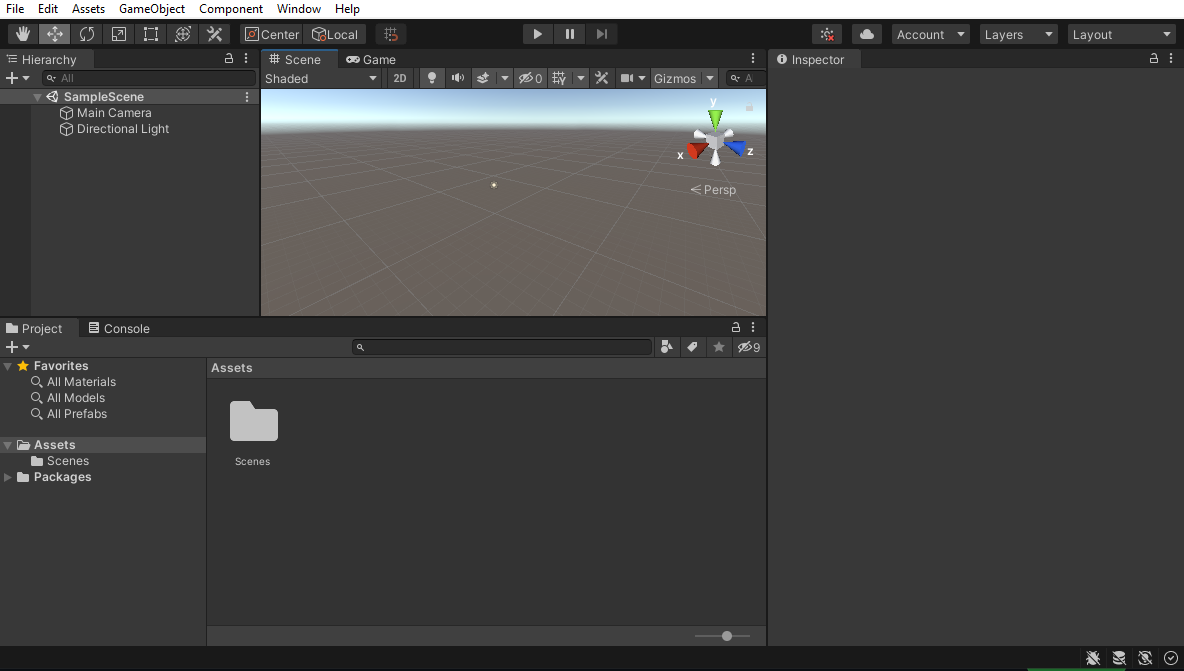 File Edit Assets GameObject Component Window Help
Center Local Account Layers Layout
Hierarchy Scene Game Inspector
All Shaded 2D 0 Gizmos A
SampleScene
Main Camera
Directional Light
y
x z
Persp
Project Console
9
Favorites
All Materials
All Models
All Prefabs
Assets
Scenes
Packages
Assets
Scenes